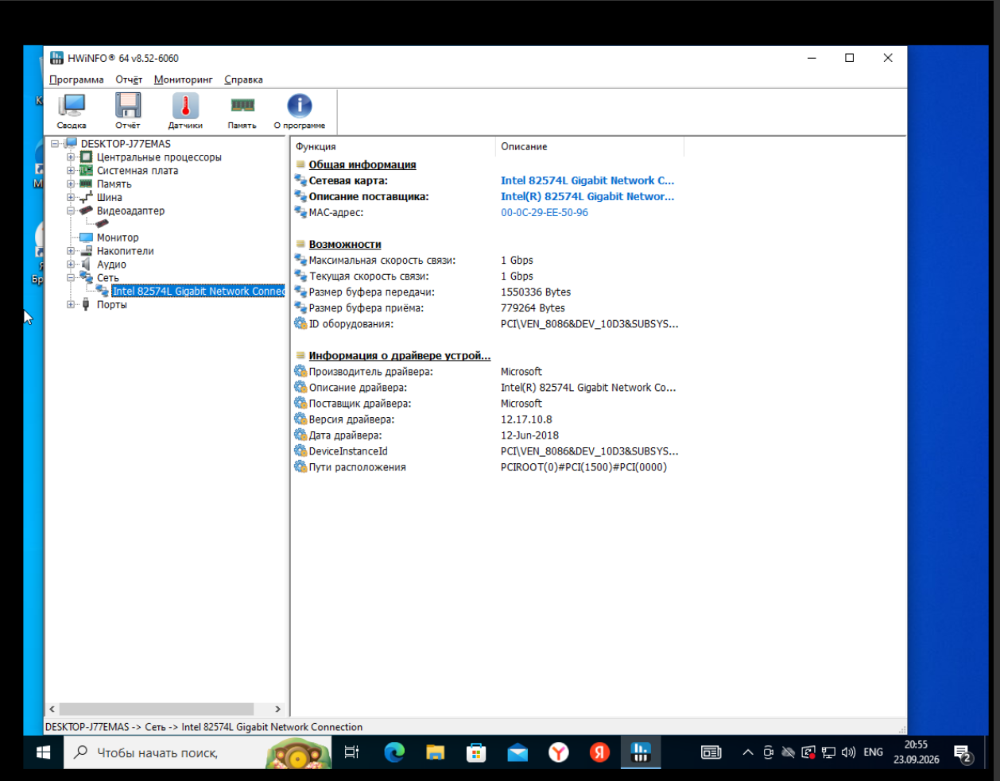 HWiNFO® 64 v8.52-6060
Программа Отчёт Мониторинг Справка
Сводка Отчёт Датчики Память О программе
DESKTOP-J77EMAS
Центральные процессоры
Системная плата
Память
Шина
Видеоадаптер
Монитор
Накопители
Аудио
Сеть
Intel 82574L Gigabit Network Connec
Порты
Функция Описание
Общая информация
Сетевая карта: Intel 82574L Gigabit Network C...
Описание поставщика: Intel(R) 82574L Gigabit Networ...
MAC-адрес: 00-0C-29-EE-50-96
Возможности
Максимальная скорость связи: 1 Gbps
Текущая скорость связи: 1 Gbps
Размер буфера передачи: 1550336 Bytes
Размер буфера приёма: 779264 Bytes
ID оборудования: PCI\VEN_8086&DEV_10D3&SUBSYS...
Информация о драйвере устрой...
Производитель драйвера: Microsoft
Описание драйвера: Intel(R) 82574L Gigabit Network Co...
Поставщик драйвера: Microsoft
Версия драйвера: 12.17.10.8
Дата драйвера: 12-Jun-2018
DeviceInstanceId PCI\VEN_8086&DEV_10D3&SUBSYS...
Пути расположения PCIROOT(0)#PCI(1500)#PCI(0000)
DESKTOP-J77EMAS -> Сеть -> Intel 82574L Gigabit Network Connection
Чтобы начать поиск,
ENG
20:55
23.09.2026
2